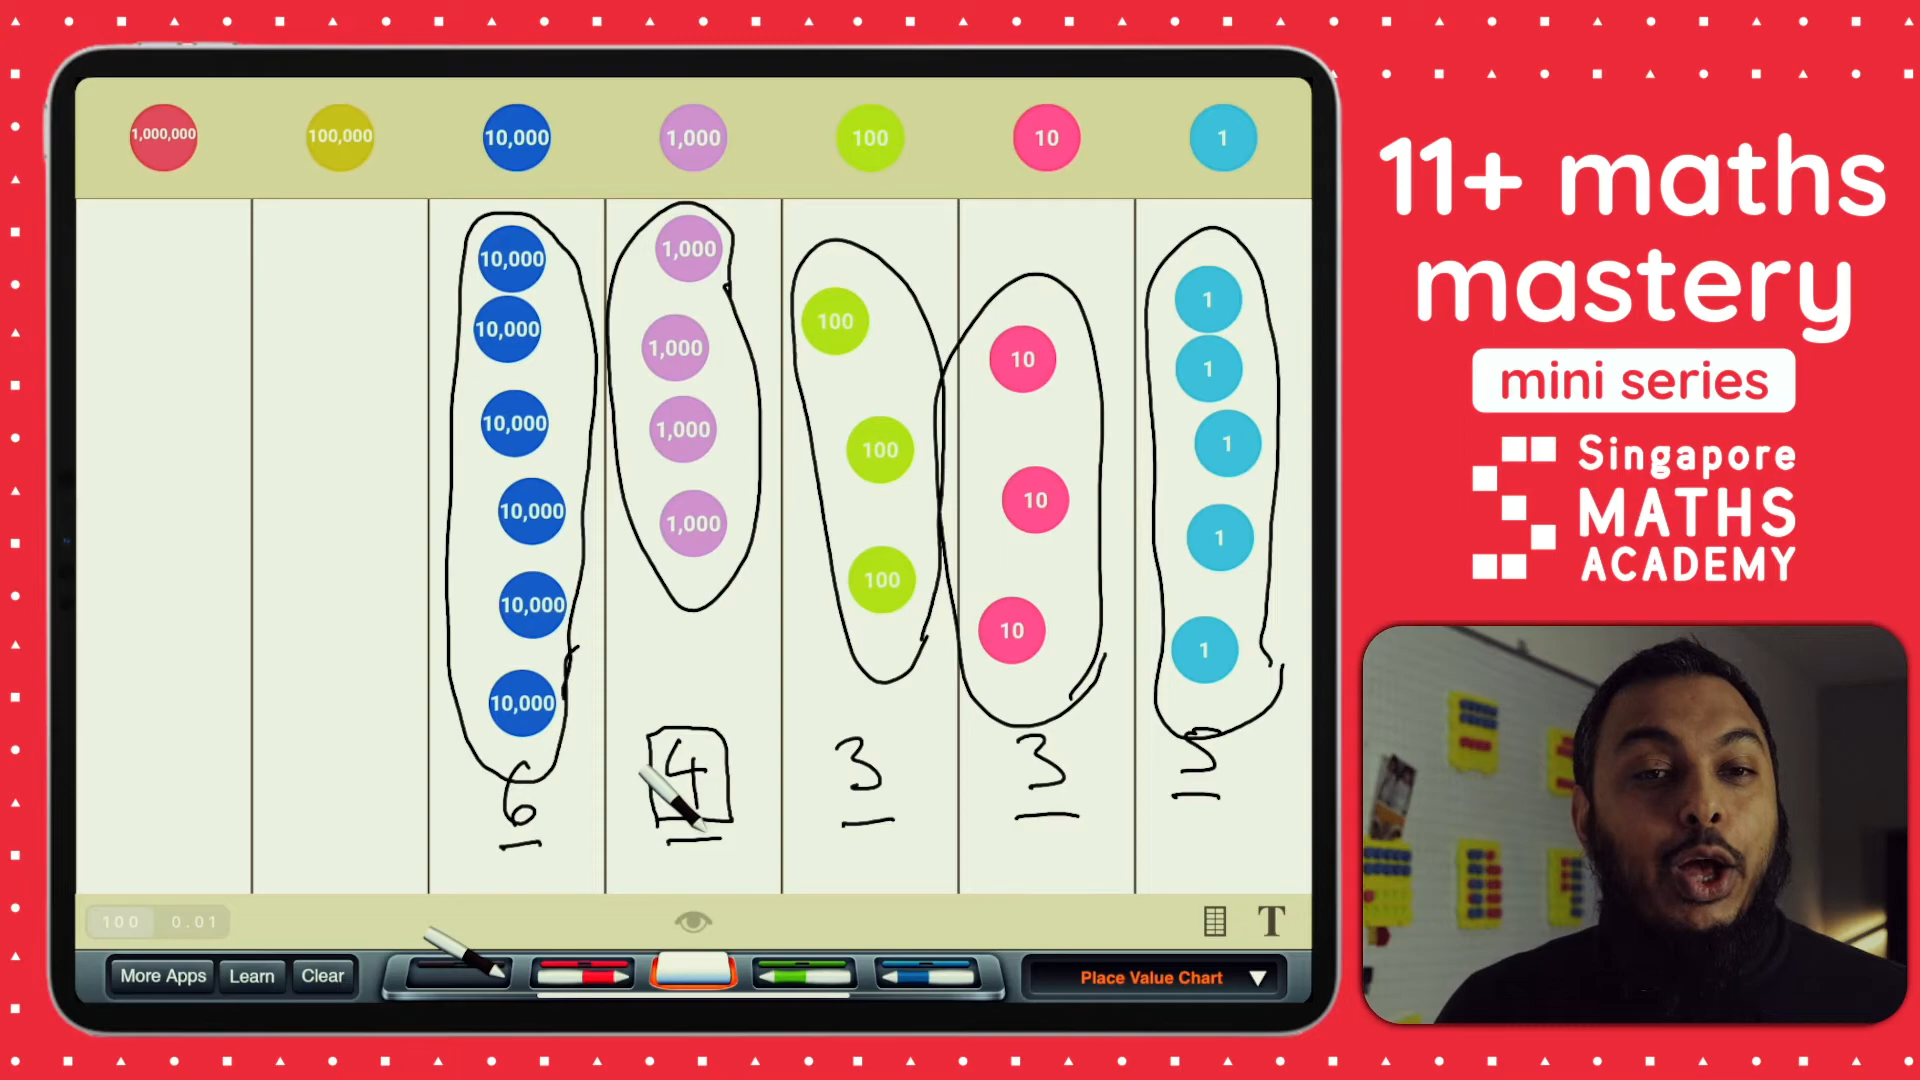 1,000,000 100,000 10,000 1,000 100 10 1
10,000 1,000 100 10 1
10,000 1,000 100 10 1
10,000 1,000 100 10 1
10,000 1,000 1
10,000 1
10,000
6 4 3 3 5
100 0.01
T
More Apps Learn Clear
Place Value Chart
11+ maths
mastery
mini series
Singapore
MATHS
ACADEMY